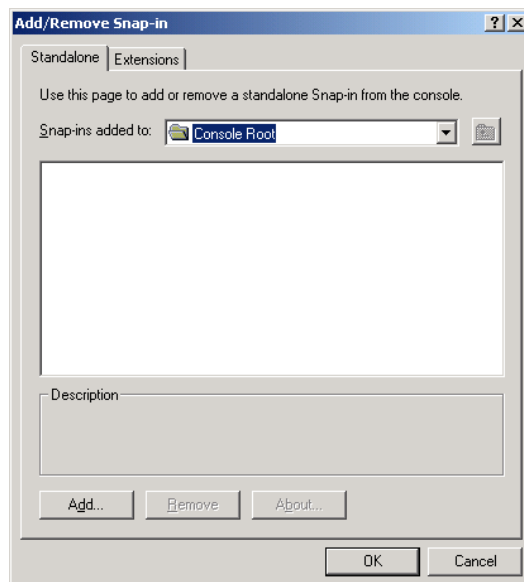 Add/Remove Snap-in
Standalone Extensions
Use this page to add or remove a standalone Snap-in from the console.
Snap-ins added to: Console Root
Description
Add... Remove About...
OK Cancel